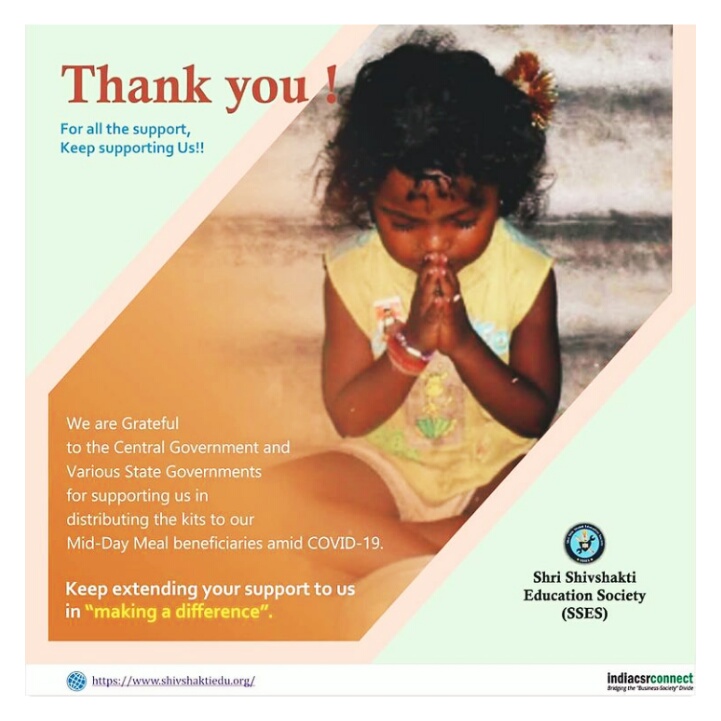 Thank you !
For all the support,
Keep supporting Us!!
We are Grateful
to the Central Government and
Various State Governments
for supporting us in
distributing the kits to our
Mid-Day Meal beneficiaries amid COVID-19.
Keep extending your support to us
in “making a difference”.
Shri Shivshakti
Education Society
(SSES)
https://www.shivshaktiedu.org/
indiacsrconnect
Bridging the "Business-Society" Divide